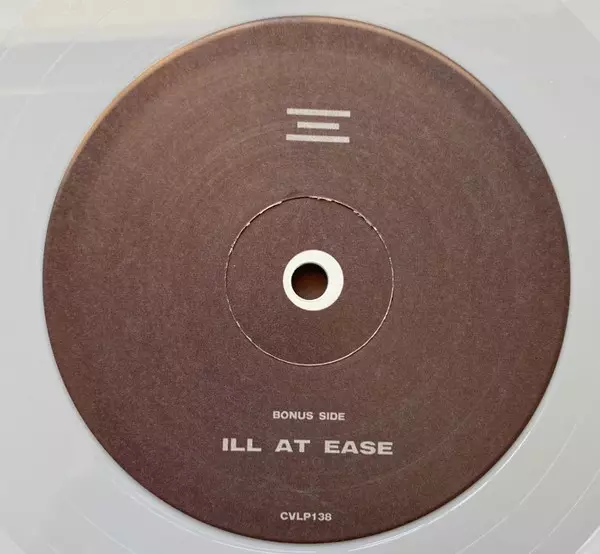 BONUS SIDE
ILL AT EASE
CVLP138